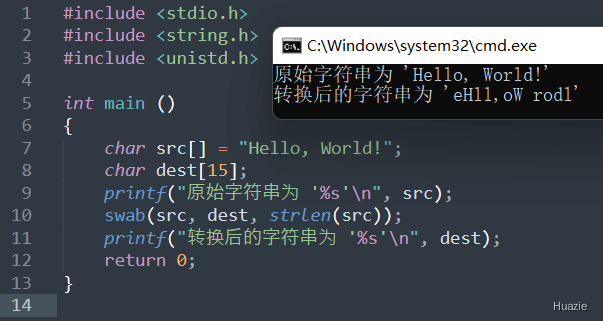 1 #include <stdio.h>
2 #include <string.h>
3 #include <unistd.h>
4
5 int main ()
6 {
7     char src[] = "Hello, World!";
8     char dest[15];
9     printf("原始字符串为 '%s'\n", src);
10     swab(src, dest, strlen(src));
11     printf("转换后的字符串为 '%s'\n", dest);
12     return 0;
13 }
14
C:\Windows\system32\cmd.exe
原始字符串为 'Hello, World!'
转换后的字符串为 'eHll,oW rodl'
Huazie